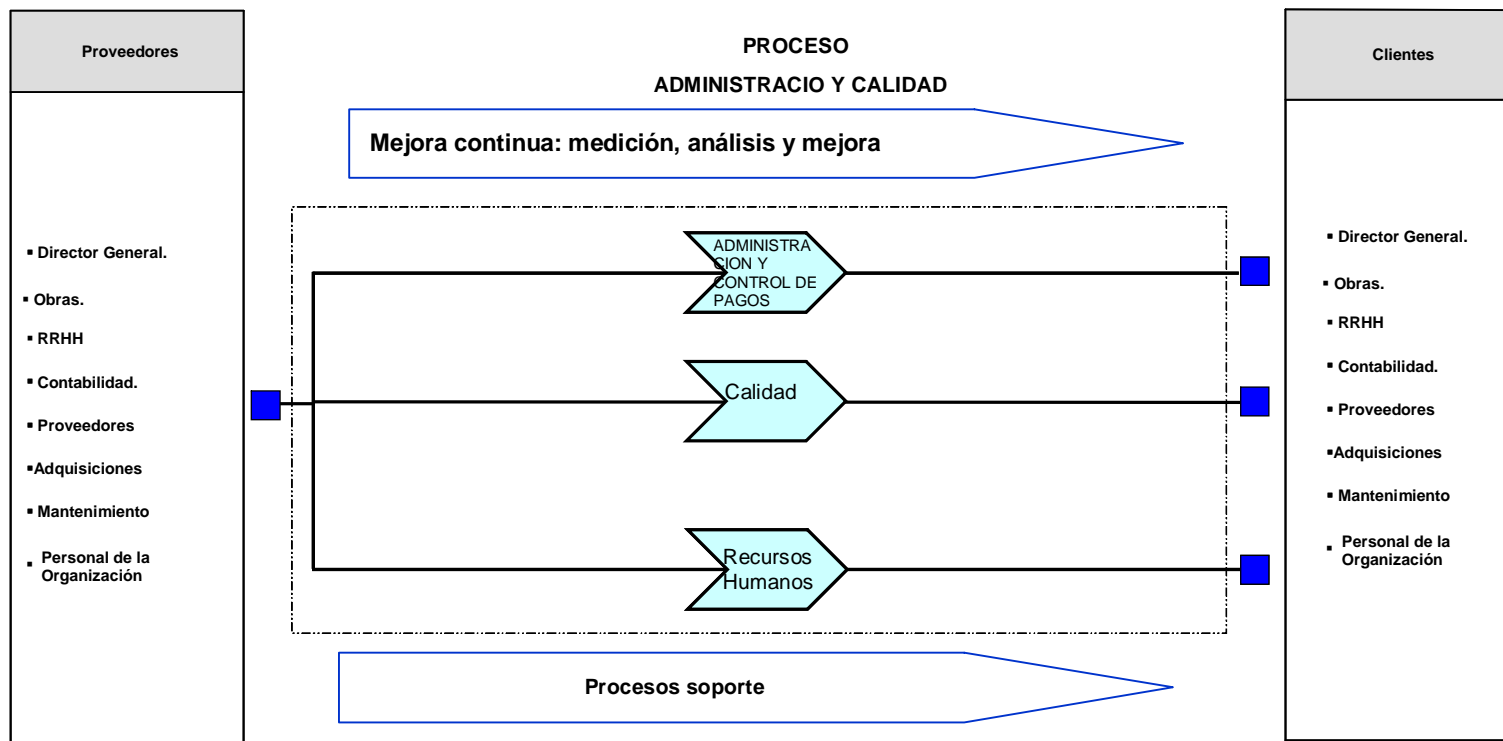 Proveedores
▪ Director General.
▪ Obras.
▪ RRHH
▪ Contabilidad.
▪ Proveedores
▪Adquisiciones
▪ Mantenimiento
▪ Personal de la
Organización
PROCESO
ADMINISTRACIO Y CALIDAD
Mejora continua: medición, análisis y mejora
ADMINISTRA
CION Y
CONTROL DE
PAGOS
Calidad
Recursos
Humanos
Procesos soporte
Clientes
▪ Director General.
▪ Obras.
▪ RRHH
▪ Contabilidad.
▪ Proveedores
▪Adquisiciones
▪ Mantenimiento
▪ Personal de la
Organización